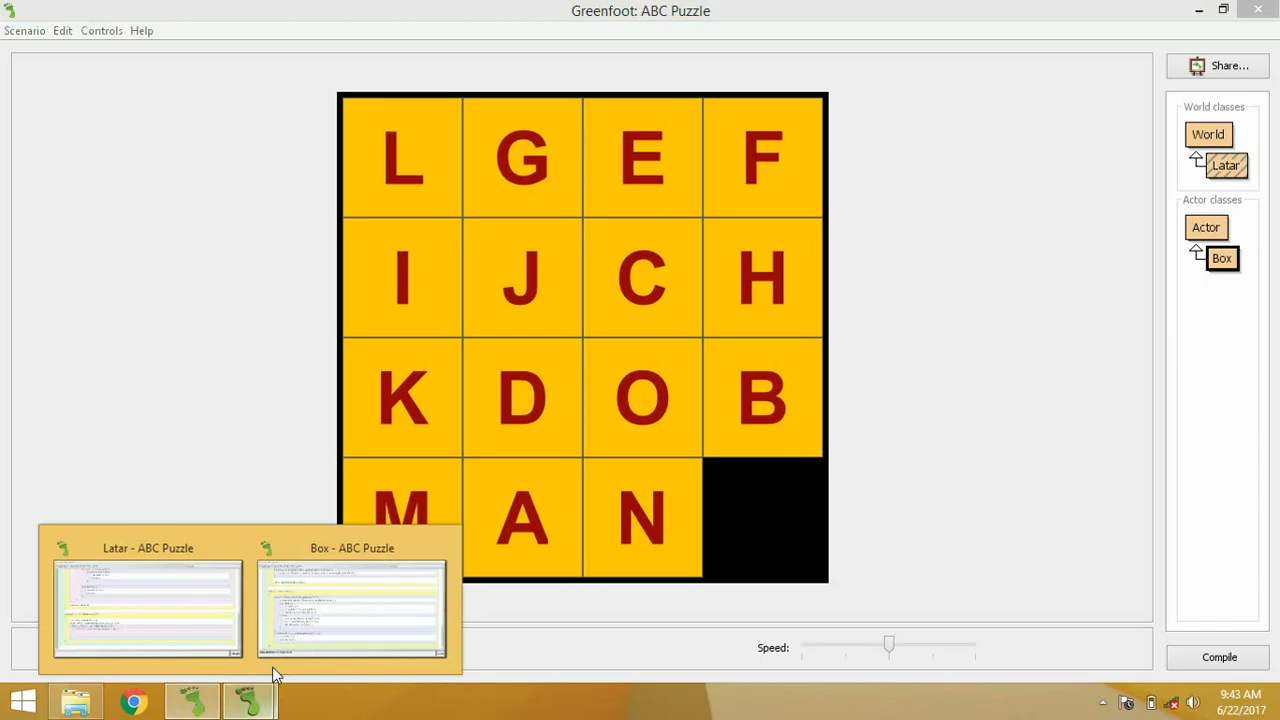 Greenfoot: ABC Puzzle
Scenario Edit Controls Help
Share...
World classes
World
Latar
Actor classes
Actor
Box
L G E F
I J C H
K D O B
M A N
Latar - ABC Puzzle Box - ABC Puzzle
Speed:
Compile
9:43 AM
6/22/2017